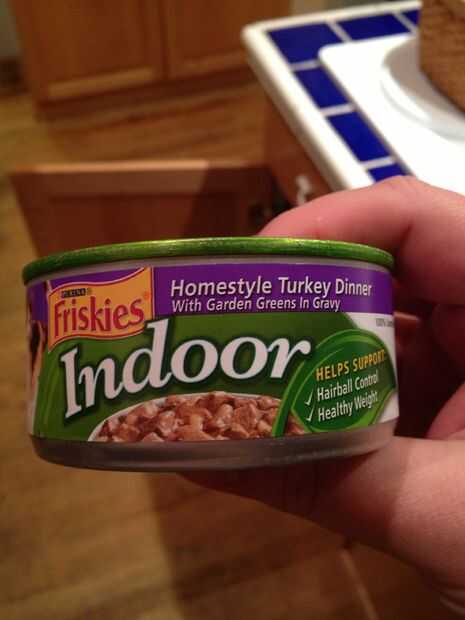 PURINA®
Friskies®
Homestyle Turkey Dinner
With Garden Greens In Gravy
Indoor
HELPS SUPPORT:
✓ Hairball Control
✓ Healthy Weight